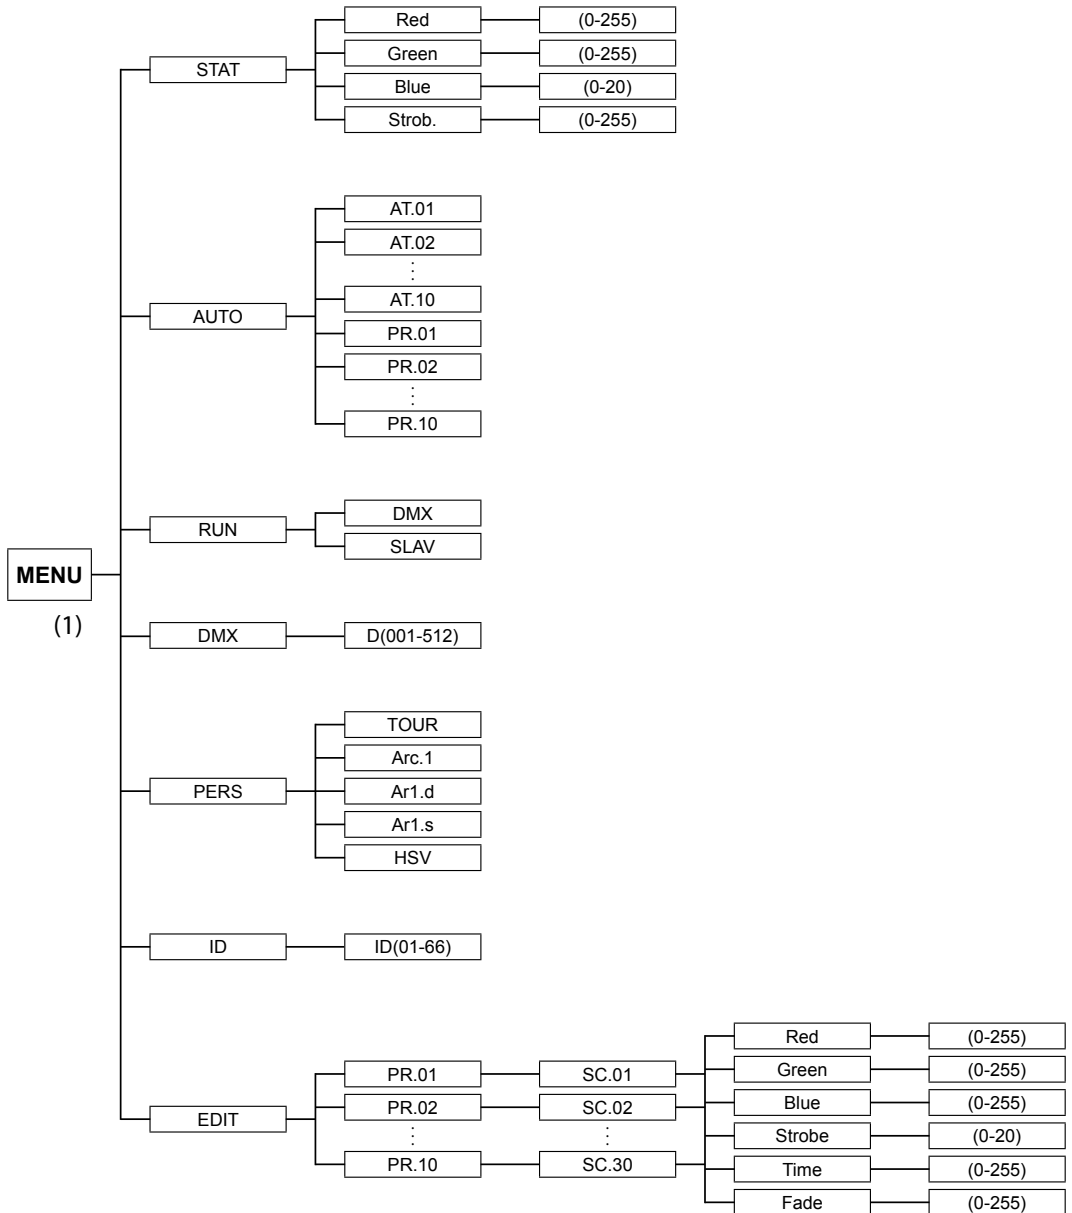 Red (0-255)
Green (0-255)
STAT
Blue (0-20)
Strob. (0-255)
AT.01
AT.02
AT.10
AUTO
PR.01
PR.02
PR.10
DMX
RUN
SLAV
MENU
(1)
DMX D(001-512)
TOUR
Arc.1
PERS Ar1.d
Ar1.s
HSV
ID ID(01-66)
Red (0-255)
PR.01 SC.01 Green (0-255)
PR.02 SC.02 Blue (0-255)
EDIT
Strobe (0-20)
PR.10 SC.30 Time (0-255)
Fade (0-255)